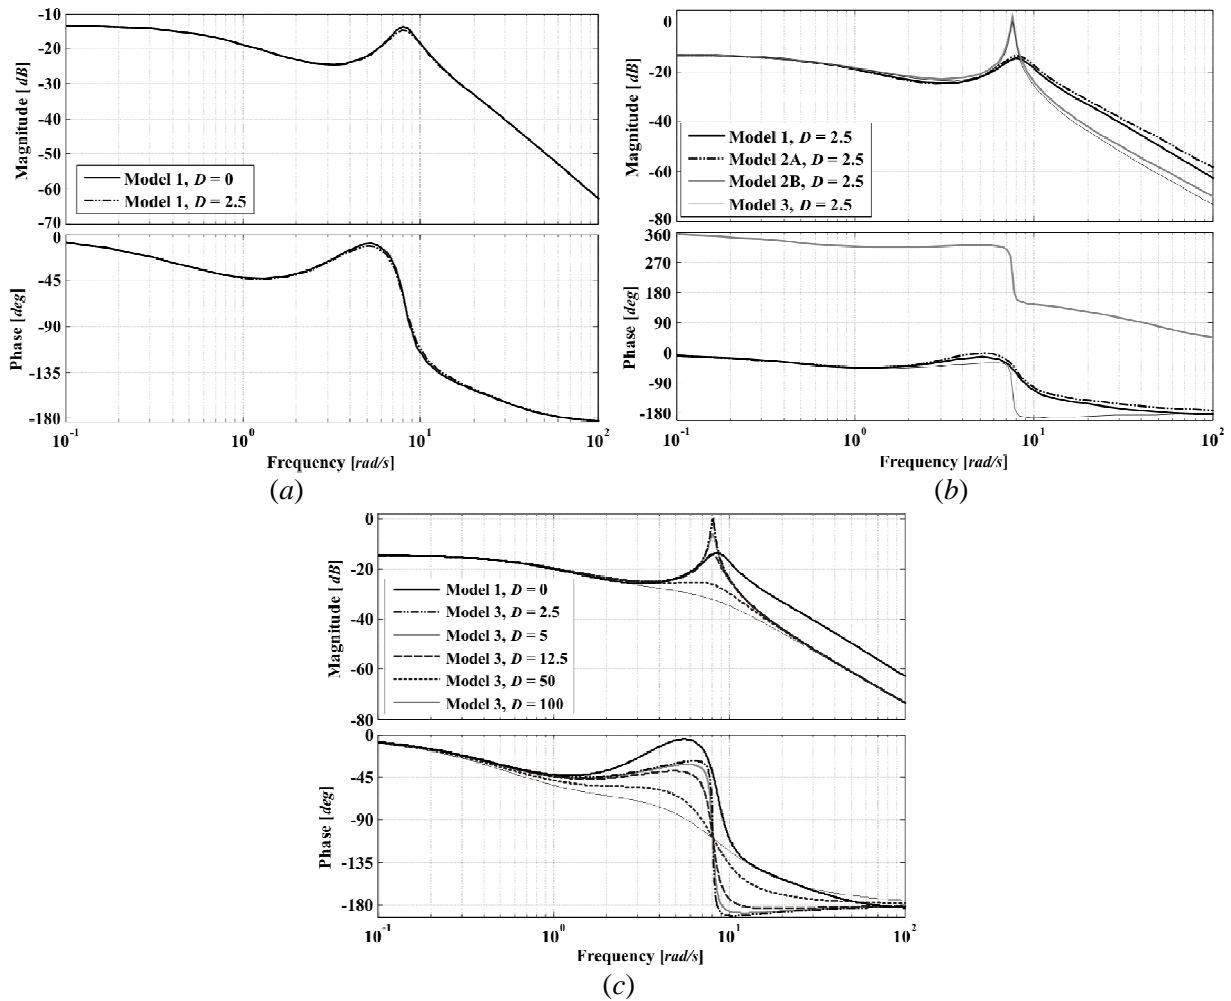 -10
-20
-30
-40
-50
-60
-70
Magnitude [dB]
Model 1, D = 0
Model 1, D = 2.5
0
-45
-90
-135
-180
Phase [deg]
10^-1
10^0
10^1
10^2
Frequency [rad/s]
(a)
0
-20
-40
-60
-80
Magnitude [dB]
Model 1, D = 2.5
Model 2A, D = 2.5
Model 2B, D = 2.5
Model 3, D = 2.5
360
270
180
90
0
-90
-180
Phase [deg]
10^-1
10^0
10^1
10^2
Frequency [rad/s]
(b)
0
-20
-40
-60
-80
Magnitude [dB]
Model 1, D = 0
Model 3, D = 2.5
Model 3, D = 5
Model 3, D = 12.5
Model 3, D = 50
Model 3, D = 100
0
-45
-90
-135
-180
Phase [deg]
10^-1
10^0
10^1
10^2
Frequency [rad/s]
(c)